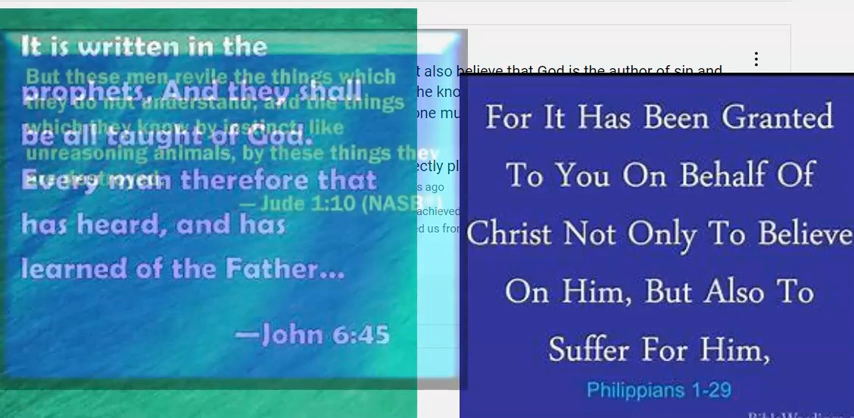 It is written in the
prophets, And they shall
be all taught of God.
Every man therefore that
has heard, and has
learned of the Father...
—John 6:45
But these men revile the things which
they do not understand; and the things
which they know by instinct, like
unreasoning animals, by these things they
—Jude 1:10 (NASB
t also believe that God is the author of sin and
he kno
one mu
ectly pl
s ago
achieved
d us fro
For It Has Been Granted
To You On Behalf Of
Christ Not Only To Believe
On Him, But Also To
Suffer For Him,
Philippians 1-29